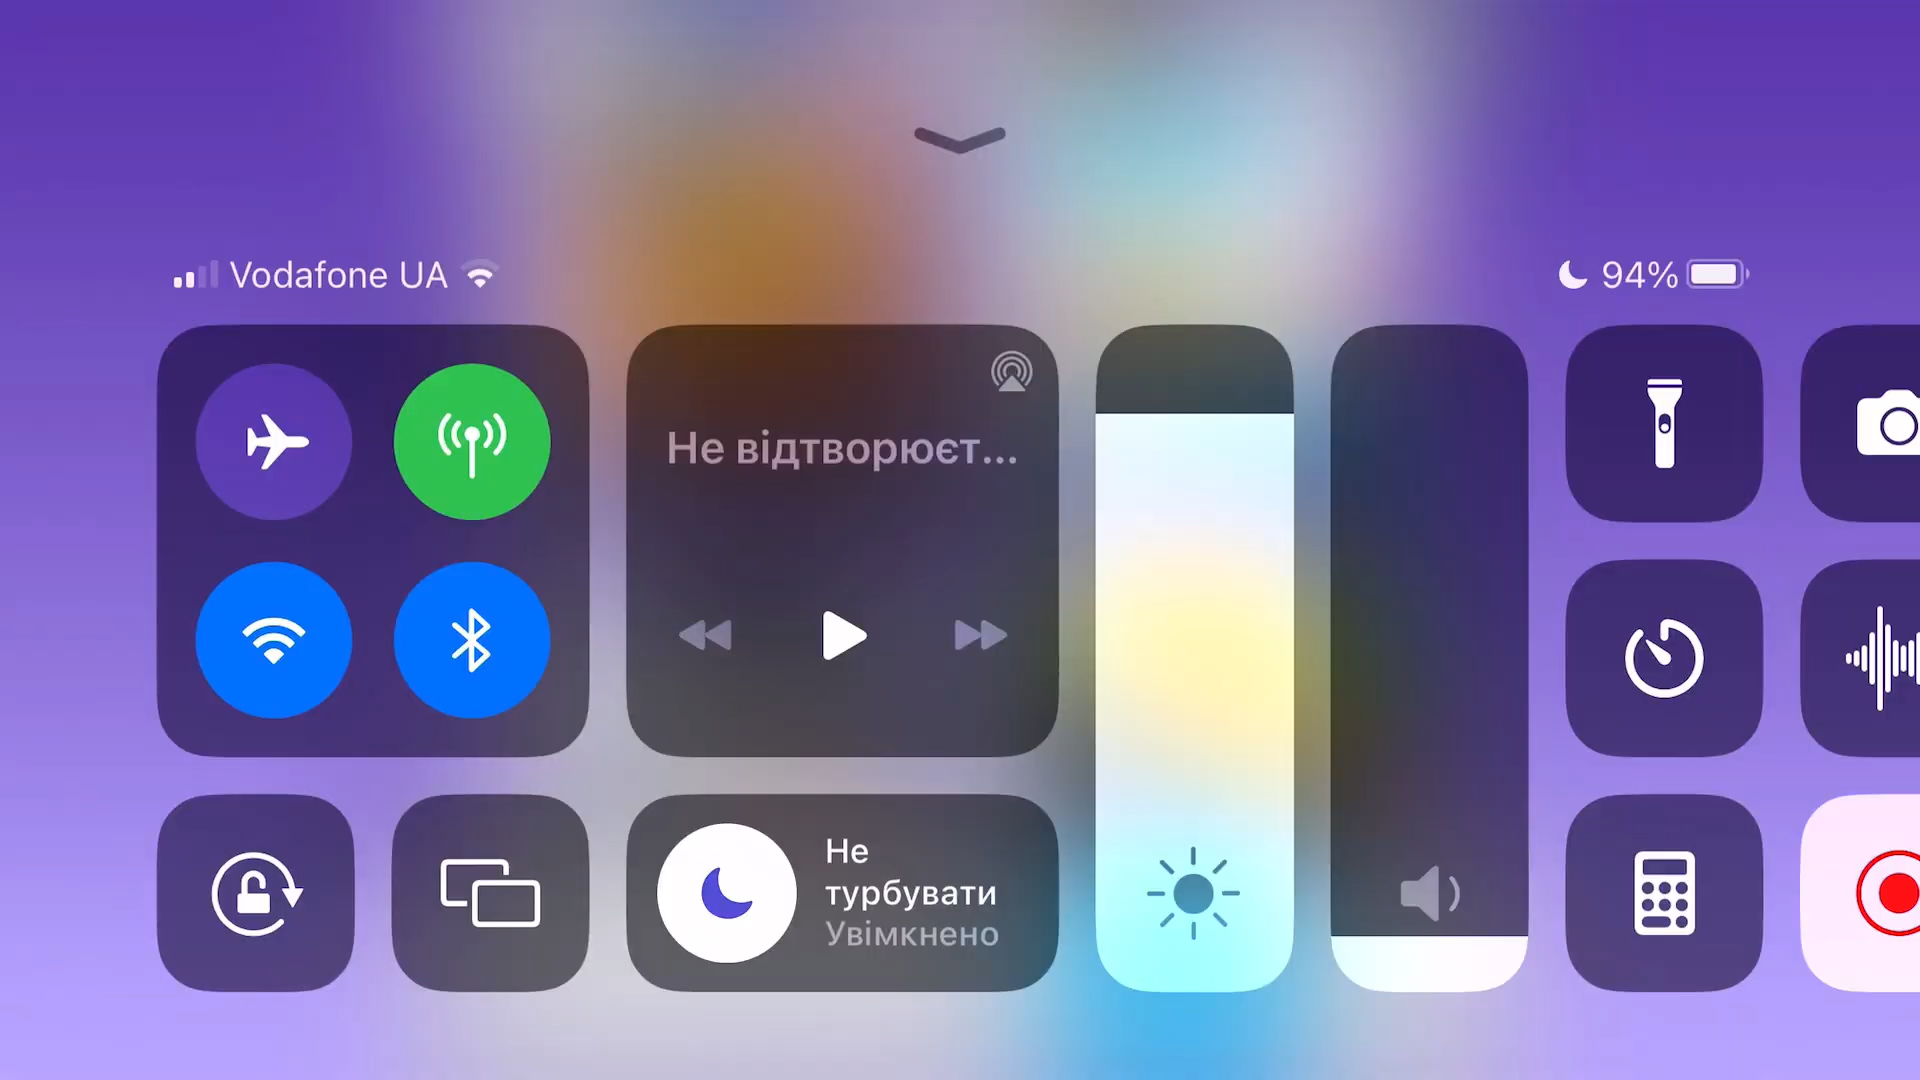 Vodafone UA
94%
Не відтворюєт...
Не
турбувати
Увімкнено